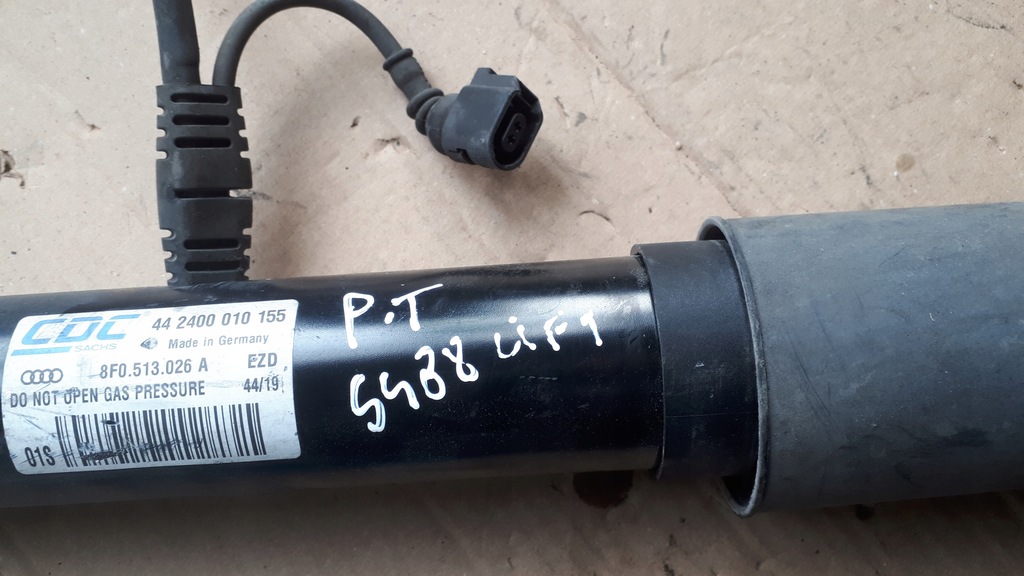 CDC
SACHS
44 2400 010 155
Made in Germany
8F0.513.026 A
EZD
DO NOT OPEN GAS PRESSURE
44/19
01S
P.T
5488 LIFT